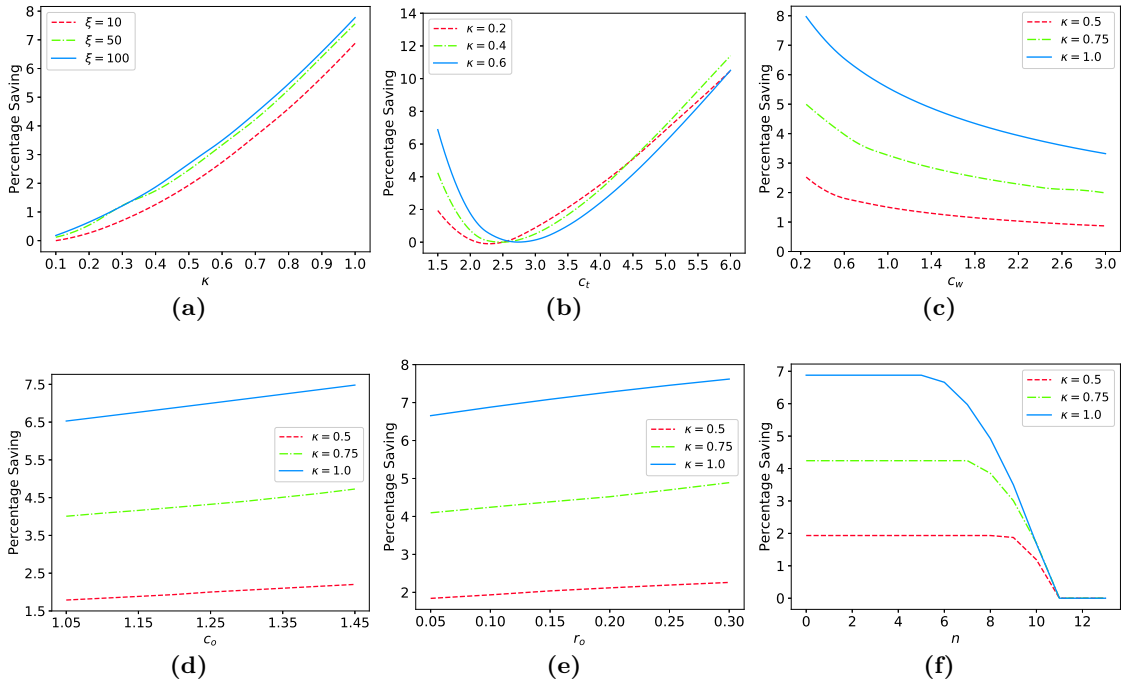 Percentage Saving
8
7
6
5
4
3
2
1
0
ξ = 10
ξ = 50
ξ = 100
0.1 0.2 0.3 0.4 0.5 0.6 0.7 0.8 0.9 1.0
κ
(a)
Percentage Saving
14
12
10
8
6
4
2
0
κ = 0.2
κ = 0.4
κ = 0.6
1.5 2.0 2.5 3.0 3.5 4.0 4.5 5.0 5.5 6.0
c_t
(b)
Percentage Saving
8
7
6
5
4
3
2
1
0
κ = 0.5
κ = 0.75
κ = 1.0
0.2 0.6 1.0 1.4 1.8 2.2 2.6 3.0
c_w
(c)
Percentage Saving
7.5
6.5
5.5
4.5
3.5
2.5
1.5
κ = 0.5
κ = 0.75
κ = 1.0
1.05 1.15 1.25 1.35 1.45
c_o
(d)
Percentage Saving
8
7
6
5
4
3
2
κ = 0.5
κ = 0.75
κ = 1.0
0.05 0.10 0.15 0.20 0.25 0.30
r_o
(e)
Percentage Saving
7
6
5
4
3
2
1
0
κ = 0.5
κ = 0.75
κ = 1.0
0 2 4 6 8 10 12
n
(f)